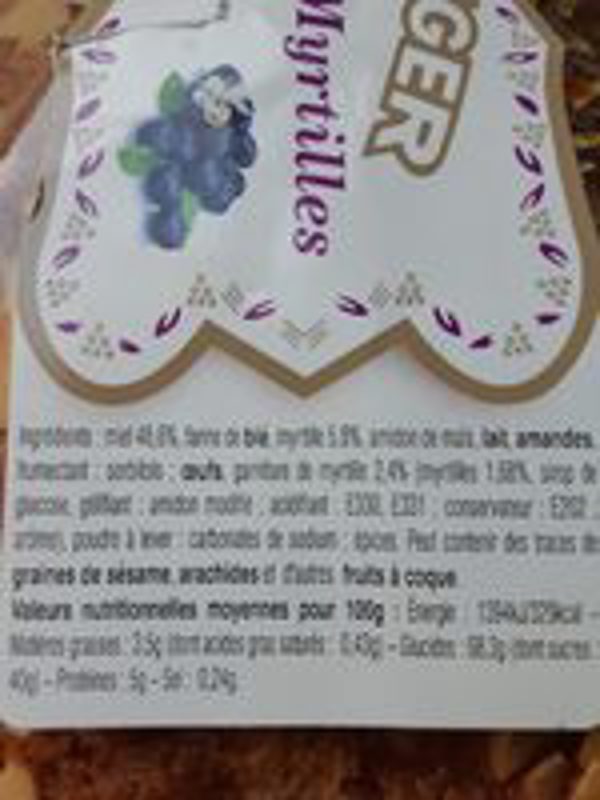 GER
Myrtilles
Ingrédients : miel 48,6%, farine de blé, myrtille 5,9%, amidon de maïs, lait, amandes,
humectant : sorbitols ; œufs, garniture de myrtille 2,4% (myrtilles 1,68%, sirop de
glucose, gélifiant : amidon modifié ; acidifiant : E330, E331 ; conservateur : E202 ;
arôme), poudre à lever : carbonates de sodium ; épices. Peut contenir des traces de
graines de sésame, arachides et d'autres fruits à coque.
Valeurs nutritionnelles moyennes pour 100g : Energie : 1394kJ/329kcal –
Matières grasses : 3.5g (dont acides gras saturés : 0,43g) – Glucides : 68,3g (dont sucres :
40g) – Protéines : 5g – Sel : 0.24g